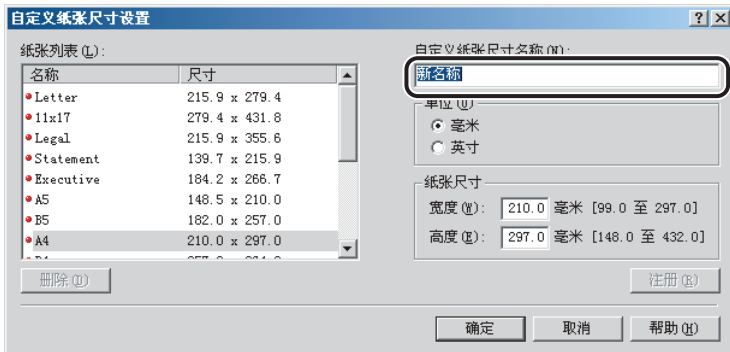 自定义纸张尺寸设置
纸张列表(L):
名称 尺寸
Letter 215.9 x 279.4
11x17 279.4 x 431.8
Legal 215.9 x 355.6
Statement 139.7 x 215.9
Executive 184.2 x 266.7
A5 148.5 x 210.0
B5 182.0 x 257.0
A4 210.0 x 297.0
删除(D)
自定义纸张尺寸名称(N):
新名称
单位(U)
毫米
英寸
纸张尺寸
宽度(W): 210.0 毫米 [99.0 至 297.0]
高度(E): 297.0 毫米 [148.0 至 432.0]
注册(R)
确定 取消 帮助(H)